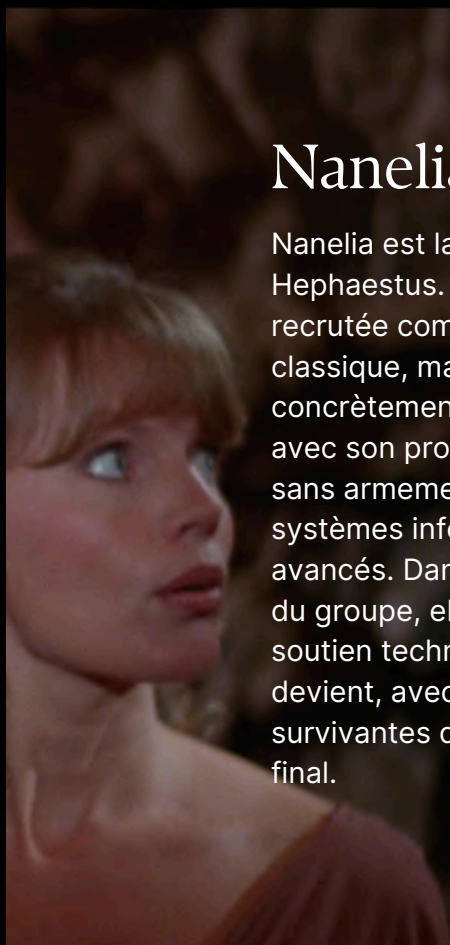 Nanelia
Nanelia est la
Hephaestus.
recrutée com
classique, ma
concrètemen
avec son pro
sans armeme
systèmes infé
avancés. Dan
du groupe, el
soutien techn
devient, avec
survivantes d
final.